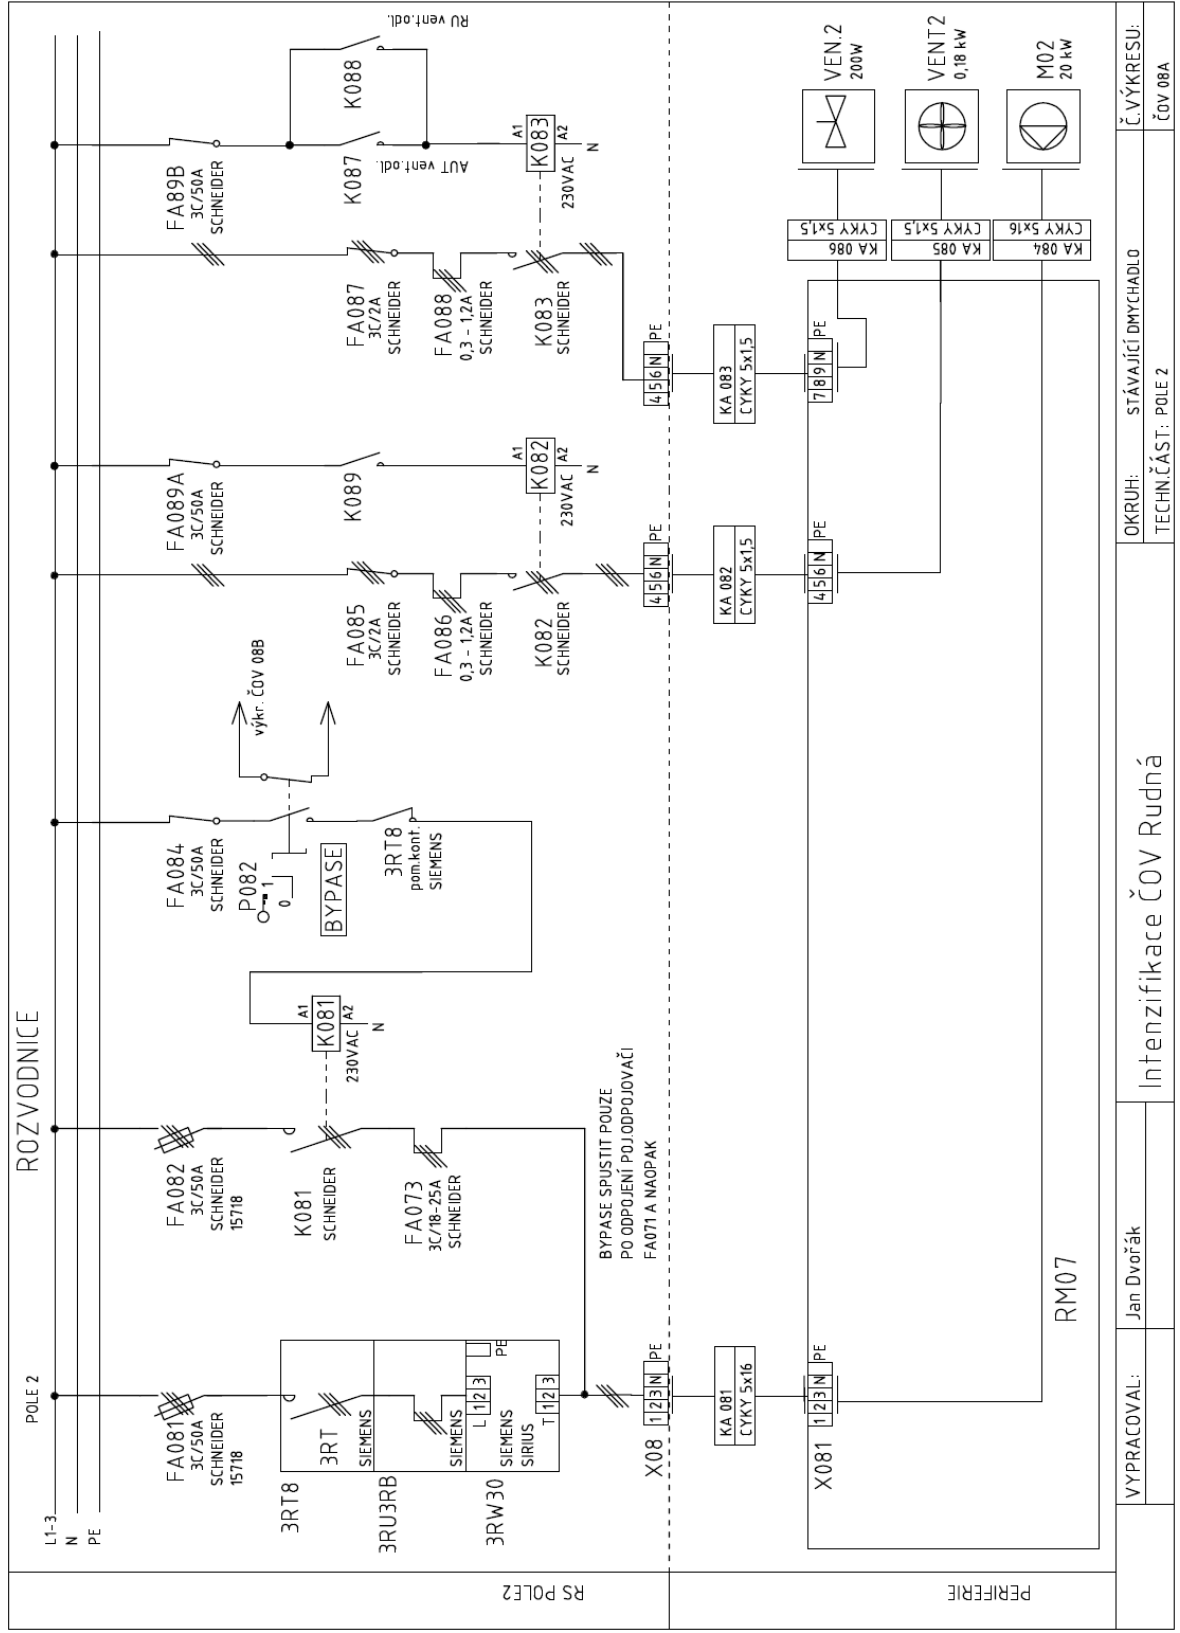 ROZVODNICE
POLE 2
L1-3
N
PE
FA081
3C/50A
SCHNEIDER
15718
3RT8
3RT
SIEMENS
3RU3RB
SIEMENS
L 1 2 3
PE
3RW30
SIEMENS
SIRIUS
T 1 2 3
FA082
3C/50A
SCHNEIDER
15718
K081
SCHNEIDER
FA073
3C/18-25A
SCHNEIDER
A1
K081
A2
230VAC
N
BYPASE SPUSTIT POUZE
PO ODPOJENÍ POJ.ODPOJOVAČI
FA071 A NAOPAK
FA084
3C/50A
SCHNEIDER
P082
1
0
BYPASE
3RT8
pom.kont.
SIEMENS
výkr. ČOV 08B
FA085
3C/2A
SCHNEIDER
FA086
0,3 - 1,2A
SCHNEIDER
K082
SCHNEIDER
FA089A
3C/50A
SCHNEIDER
K089
A1
K082
A2
230VAC
N
FA087
3C/2A
SCHNEIDER
FA088
0,3 - 1,2A
SCHNEIDER
K083
SCHNEIDER
FA89B
3C/50A
SCHNEIDER
K087
AUT vent.odl.
K088
RU vent.odl.
A1
K083
A2
230VAC
N
X08
1 2 3 N PE
4 5 6 N PE
4 5 6 N PE
KA 081
CYKY 5x16
KA 082
CYKY 5x1,5
KA 083
CYKY 5x1,5
X081
1 2 3 N PE
4 5 6 N PE
7 8 9 N PE
RM07
KA 086
CYKY 5x1,5
KA 085
CYKY 5x1,5
KA 084
CYKY 5x16
VEN.2
200W
VENT2
0,18 kW
M02
20 kW
RS POLE2
PERIFERIE
VYPRACOVAL:
Jan Dvořák
Intenzifikace ČOV Rudná
OKRUH: STÁVAJÍCÍ DMYCHADLO
TECHN.ČÁST: POLE 2
Č.VÝKRESU:
ČOV 08A